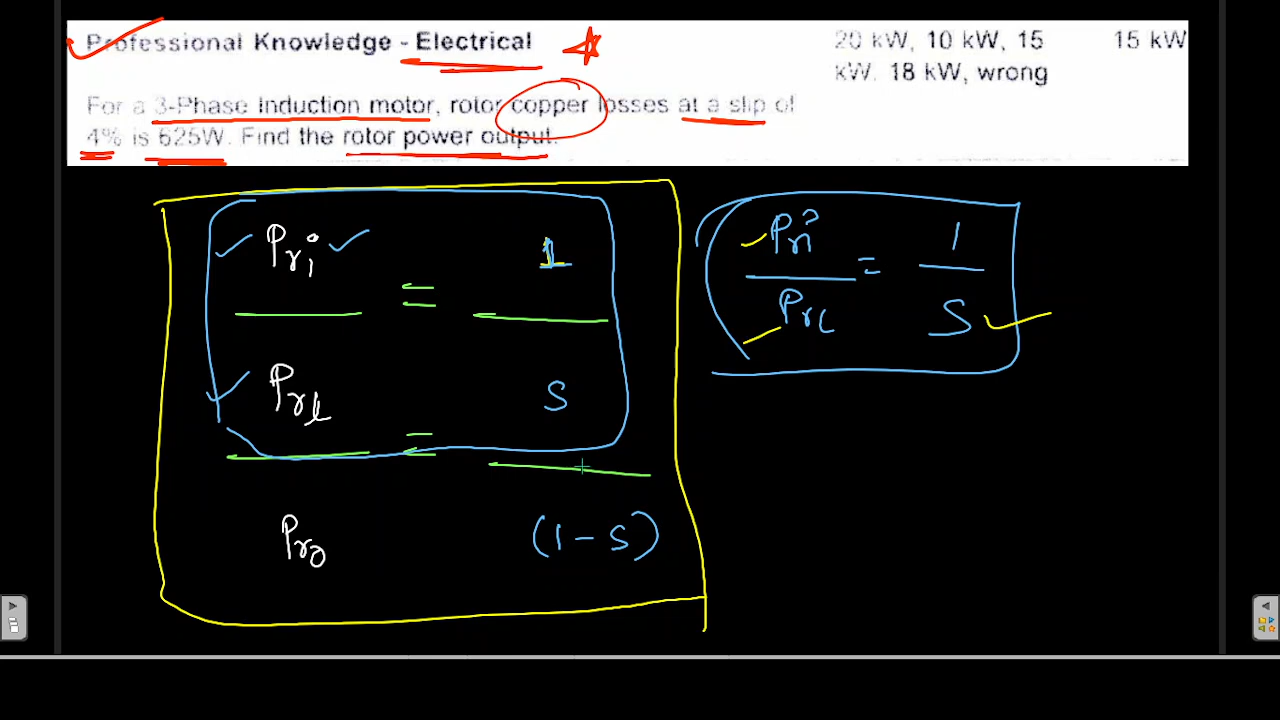 Professional Knowledge - Electrical
20 kW, 10 kW, 15 kW. 18 kW, wrong
15 kW
For a 3-Phase Induction motor, rotor copper losses at a slip of
4% is 625W. Find the rotor power output.
Pri = 1
Prl = S
Pro (1-S)
Pri = 1
PrL S